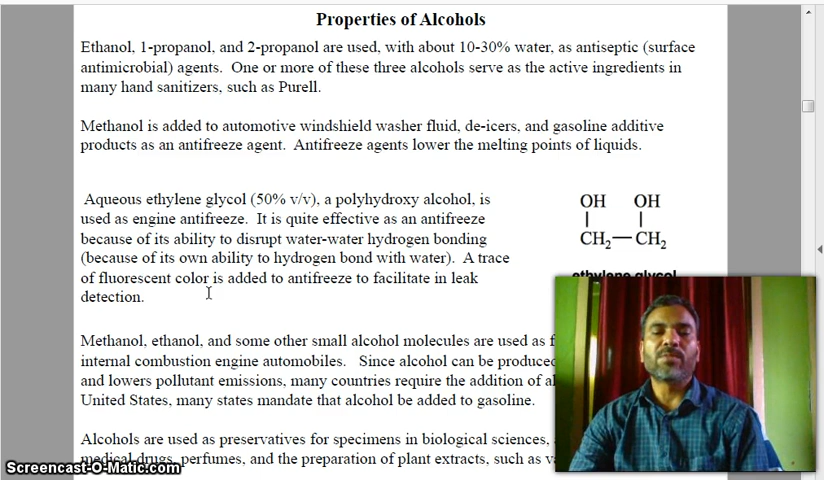 Properties of Alcohols
Ethanol, 1-propanol, and 2-propanol are used, with about 10-30% water, as antiseptic (surface
antimicrobial) agents. One or more of these three alcohols serve as the active ingredients in
many hand sanitizers, such as Purell.
Methanol is added to automotive windshield washer fluid, de-icers, and gasoline additive
products as an antifreeze agent. Antifreeze agents lower the melting points of liquids.
Aqueous ethylene glycol (50% v/v), a polyhydroxy alcohol, is
used as engine antifreeze. It is quite effective as an antifreeze
because of its ability to disrupt water-water hydrogen bonding
(because of its own ability to hydrogen bond with water). A trace
of fluorescent color is added to antifreeze to facilitate in leak
detection.
OH OH
CH₂—CH₂
ethylene glycol
Methanol, ethanol, and some other small alcohol molecules are used as
internal combustion engine automobiles. Since alcohol can be produced
and lowers pollutant emissions, many countries require the addition of
United States, many states mandate that alcohol be added to gasoline.
Alcohols are used as preservatives for specimens in biological sciences,
medical drugs, perfumes, and the preparation of plant extracts, such as
Screencast-O-Matic.com